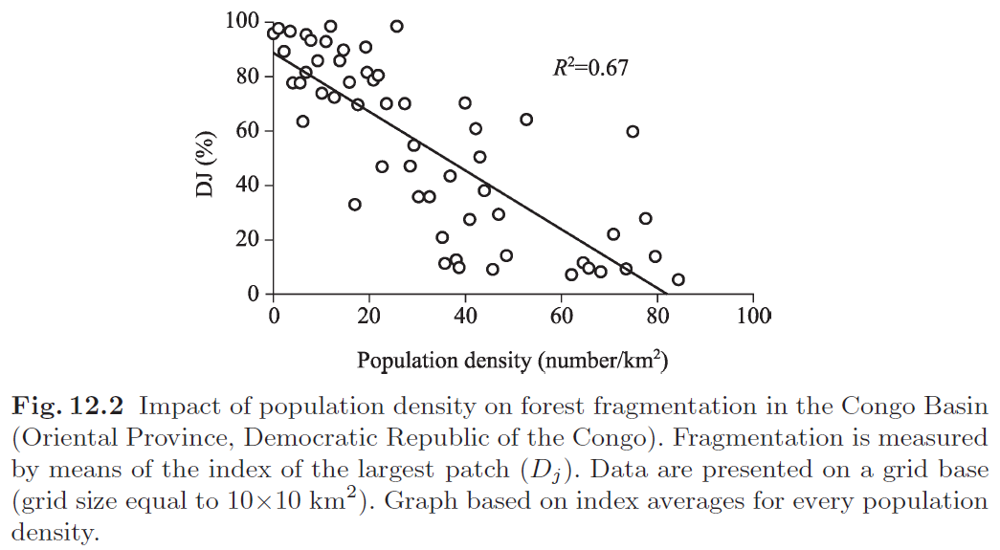 100
80
60
40
20
0
DJ (%)
R²=0.67
0 20 40 60 80 100
Population density (number/km²)
Fig. 12.2 Impact of population density on forest fragmentation in the Congo Basin
(Oriental Province, Democratic Republic of the Congo). Fragmentation is measured
by means of the index of the largest patch (Dj). Data are presented on a grid base
(grid size equal to 10×10 km²). Graph based on index averages for every population
density.